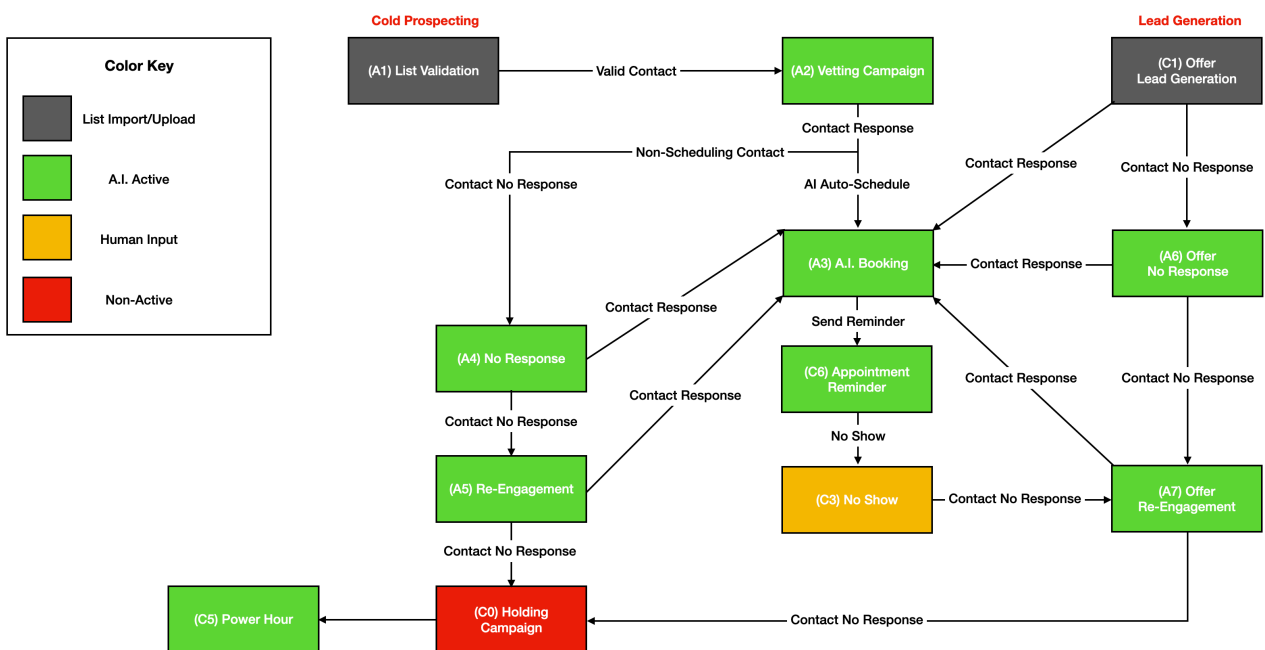 Cold Prospecting
Lead Generation
Color Key
List Import/Upload
A.I. Active
Human Input
Non-Active
(A1) List Validation
Valid Contact
(A2) Vetting Campaign
(C1) Offer
Lead Generation
Contact Response
Non-Scheduling Contact
Contact No Response
AI Auto-Schedule
Contact Response
Contact No Response
(A3) A.I. Booking
Contact Response
(A6) Offer
No Response
Contact Response
Send Reminder
(A4) No Response
(C6) Appointment
Reminder
Contact Response
Contact No Response
Contact Response
Contact No Response
No Show
(A5) Re-Engagement
(C3) No Show
Contact No Response
(A7) Offer
Re-Engagement
Contact No Response
(C5) Power Hour
(C0) Holding
Campaign
Contact No Response